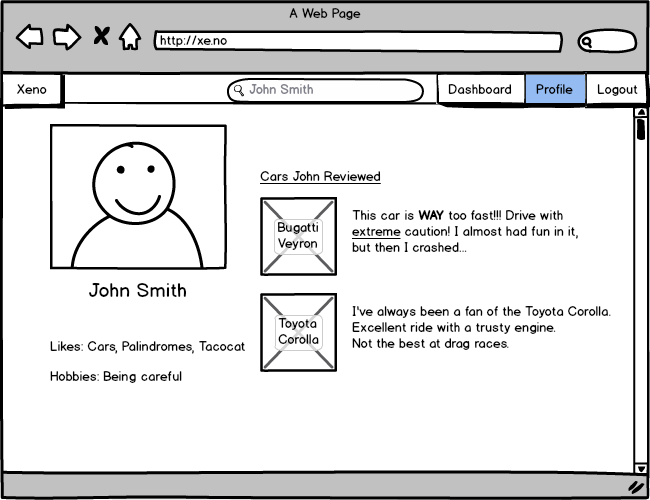 A Web Page
http://xe.no
Xeno
John Smith
Dashboard
Profile
Logout
John Smith
Likes: Cars, Palindromes, Tacocat
Hobbies: Being careful
Cars John Reviewed
Bugatti
Veyron
This car is WAY too fast!!! Drive with
extreme caution! I almost had fun in it,
but then I crashed...
Toyota
Corolla
I've always been a fan of the Toyota Corolla.
Excellent ride with a trusty engine.
Not the best at drag races.